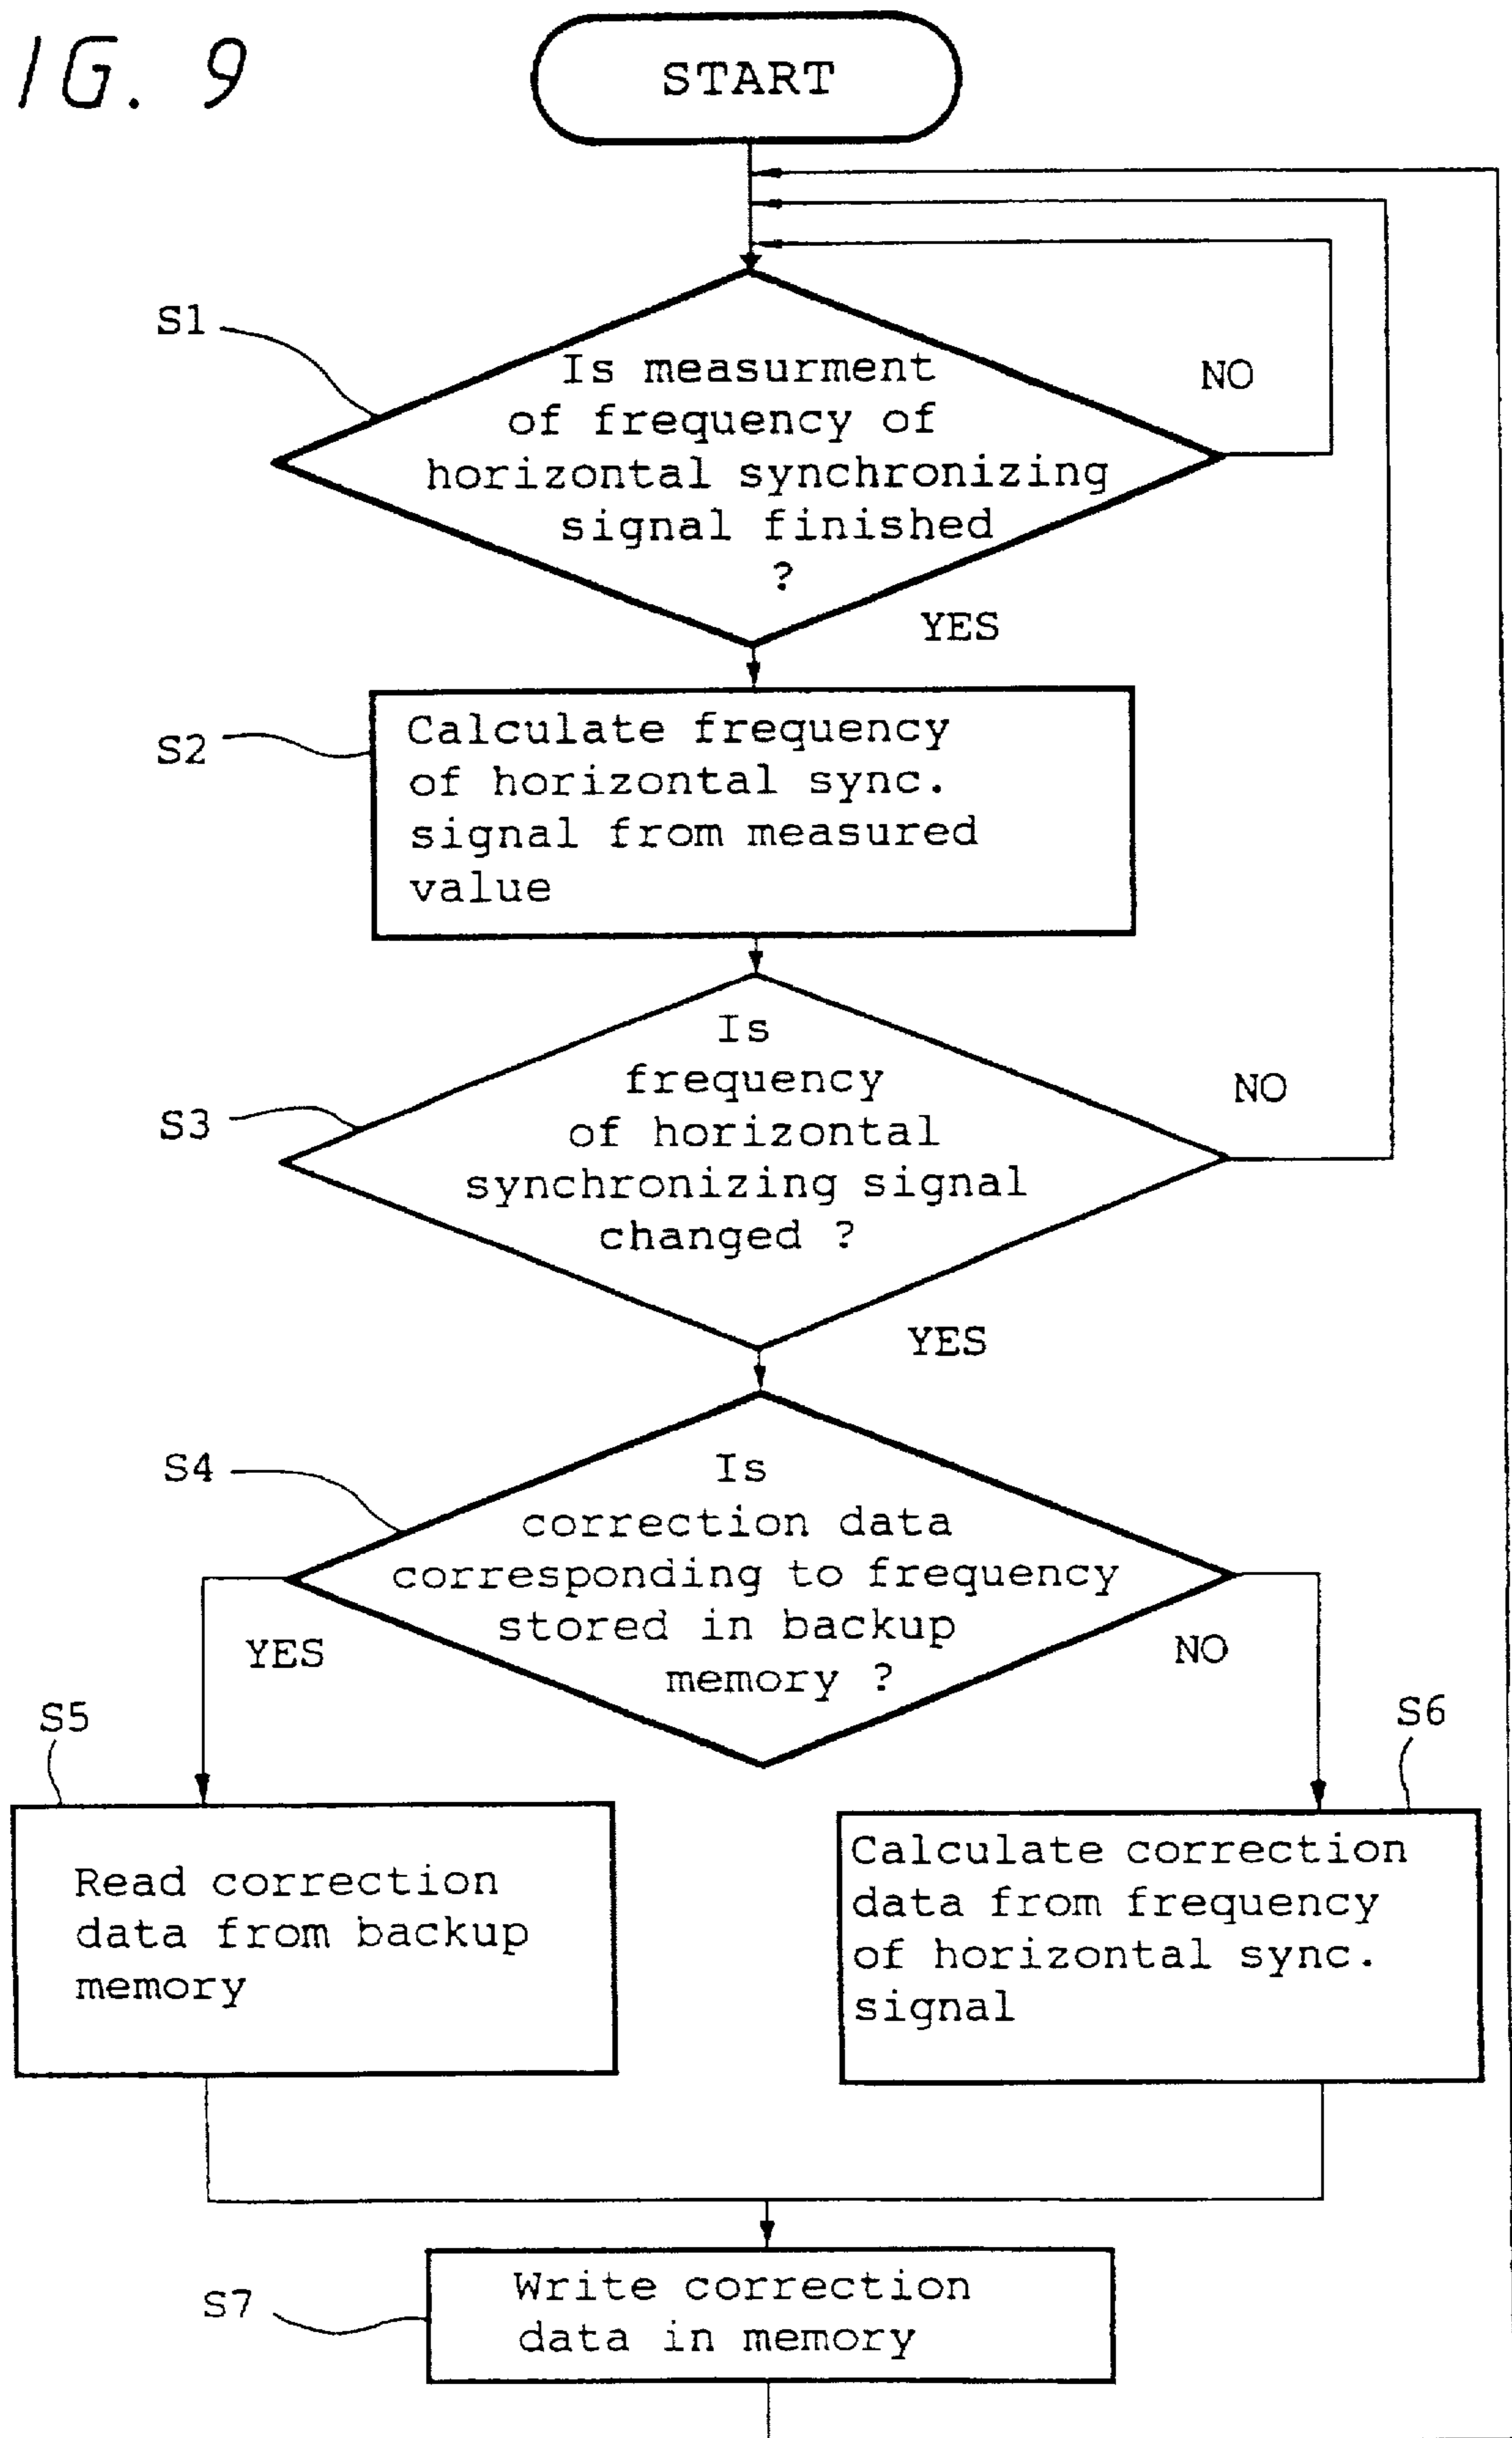 IG. 9
START
S1
Is measurment
of frequency of
horizontal synchronizing
signal finished
?
NO
YES
S2
Calculate frequency
of horizontal sync.
signal from measured
value
S3
Is
frequency
of horizontal
synchronizing signal
changed ?
NO
YES
S4
Is
correction data
corresponding to frequency
stored in backup
memory ?
YES
NO
S5
Read correction
data from backup
memory
S6
Calculate correction
data from frequency
of horizontal sync.
signal
S7
Write correction
data in memory